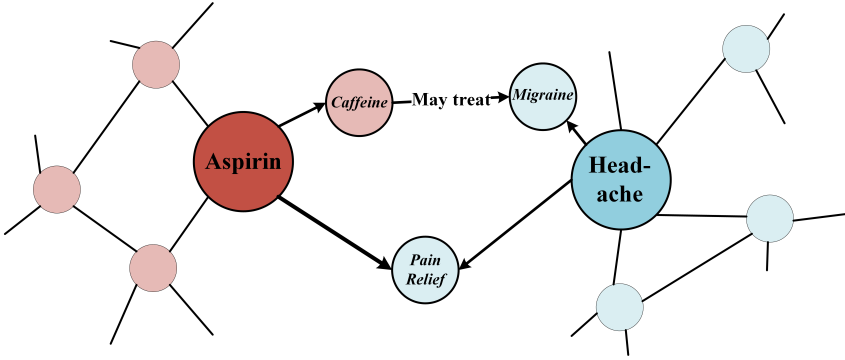 Caffeine
May treat
Migraine
Aspirin
Head-
ache
Pain
Relief